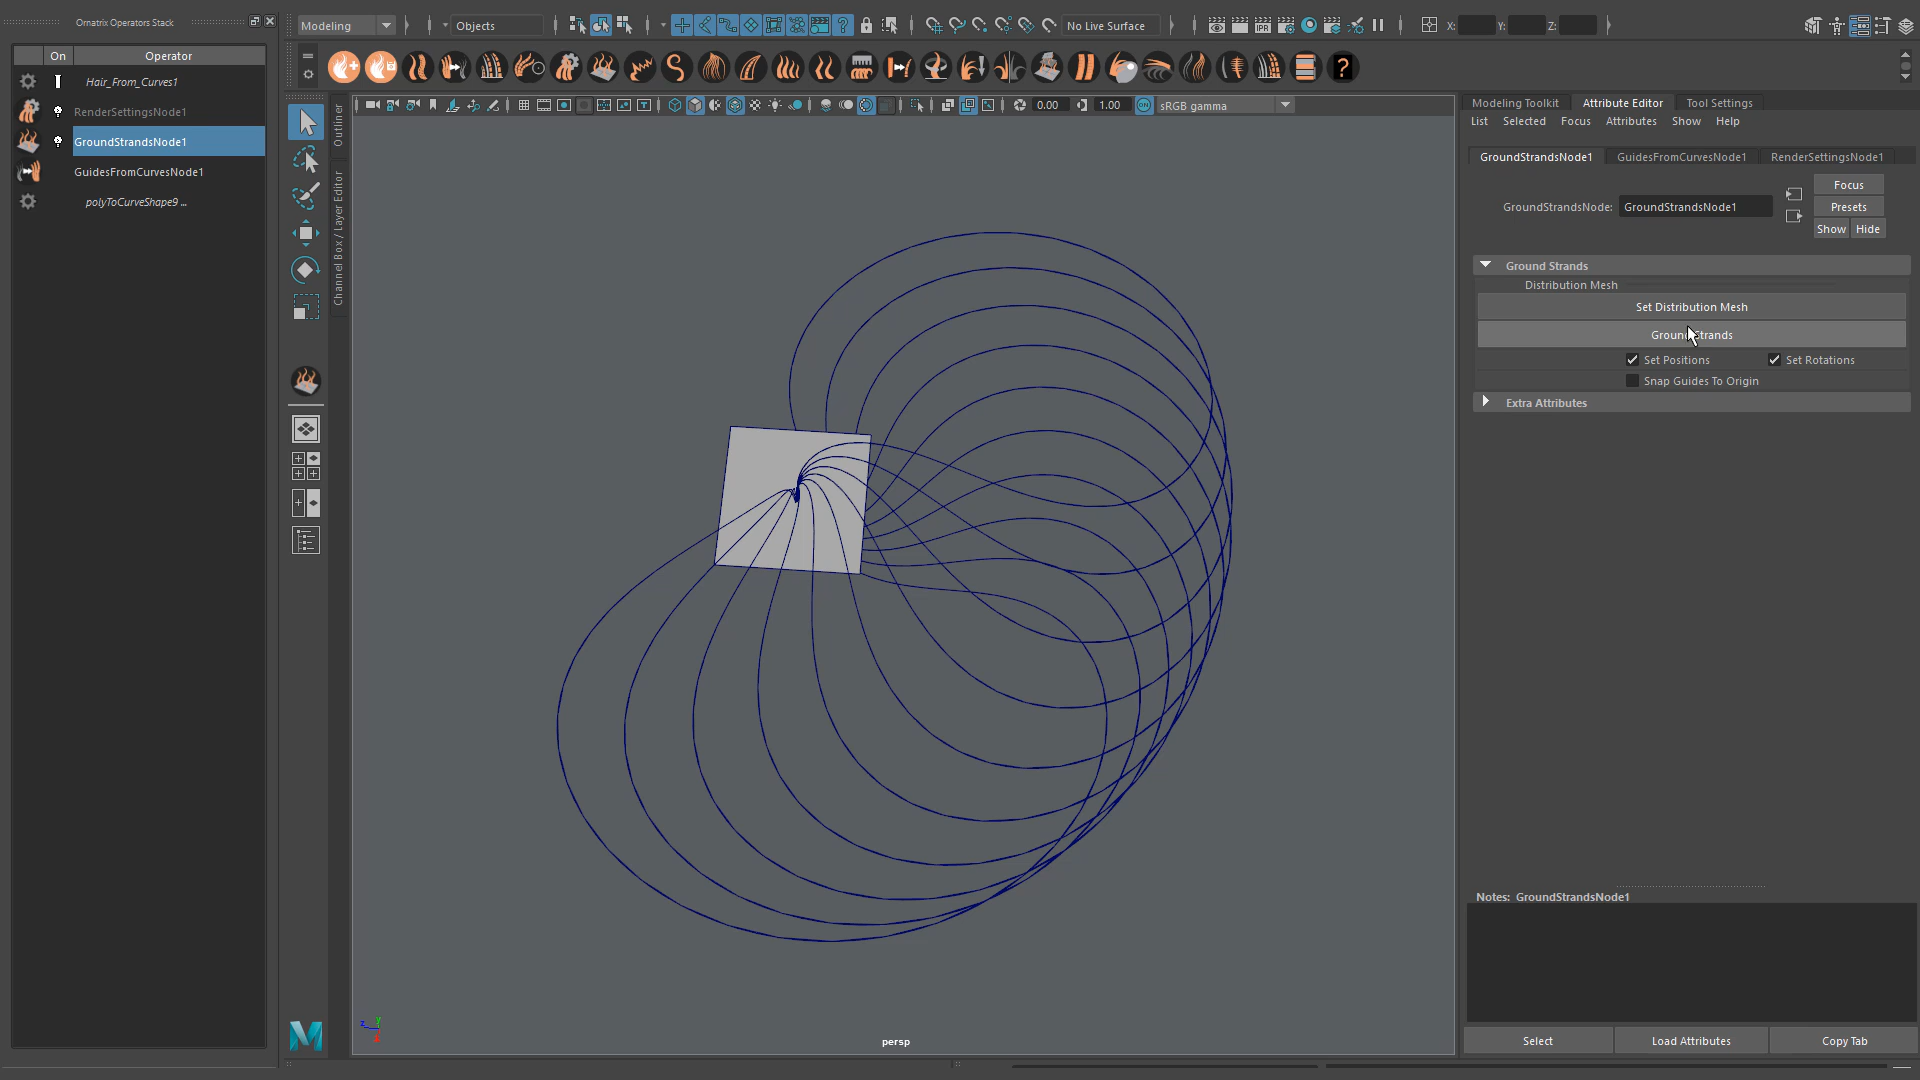 Ornatrix Operators Stack
On Operator
Hair_From_Curves1
RenderSettingsNode1
GroundStrandsNode1
GuidesFromCurvesNode1
polyToCurveShape9 ...
Modeling Objects No Live Surface X: Y: Z:
IPR
?
0.00 1.00 ON sRGB gamma
Outliner
Channel Box / Layer Editor
persp
z y x
M
Modeling Toolkit Attribute Editor Tool Settings
List Selected Focus Attributes Show Help
GroundStrandsNode1 GuidesFromCurvesNode1 RenderSettingsNode1
Focus
GroundStrandsNode: GroundStrandsNode1 Presets
Show Hide
Ground Strands
Distribution Mesh
Set Distribution Mesh
Ground Strands
Set Positions Set Rotations
Snap Guides To Origin
Extra Attributes
Notes: GroundStrandsNode1
Select Load Attributes Copy Tab